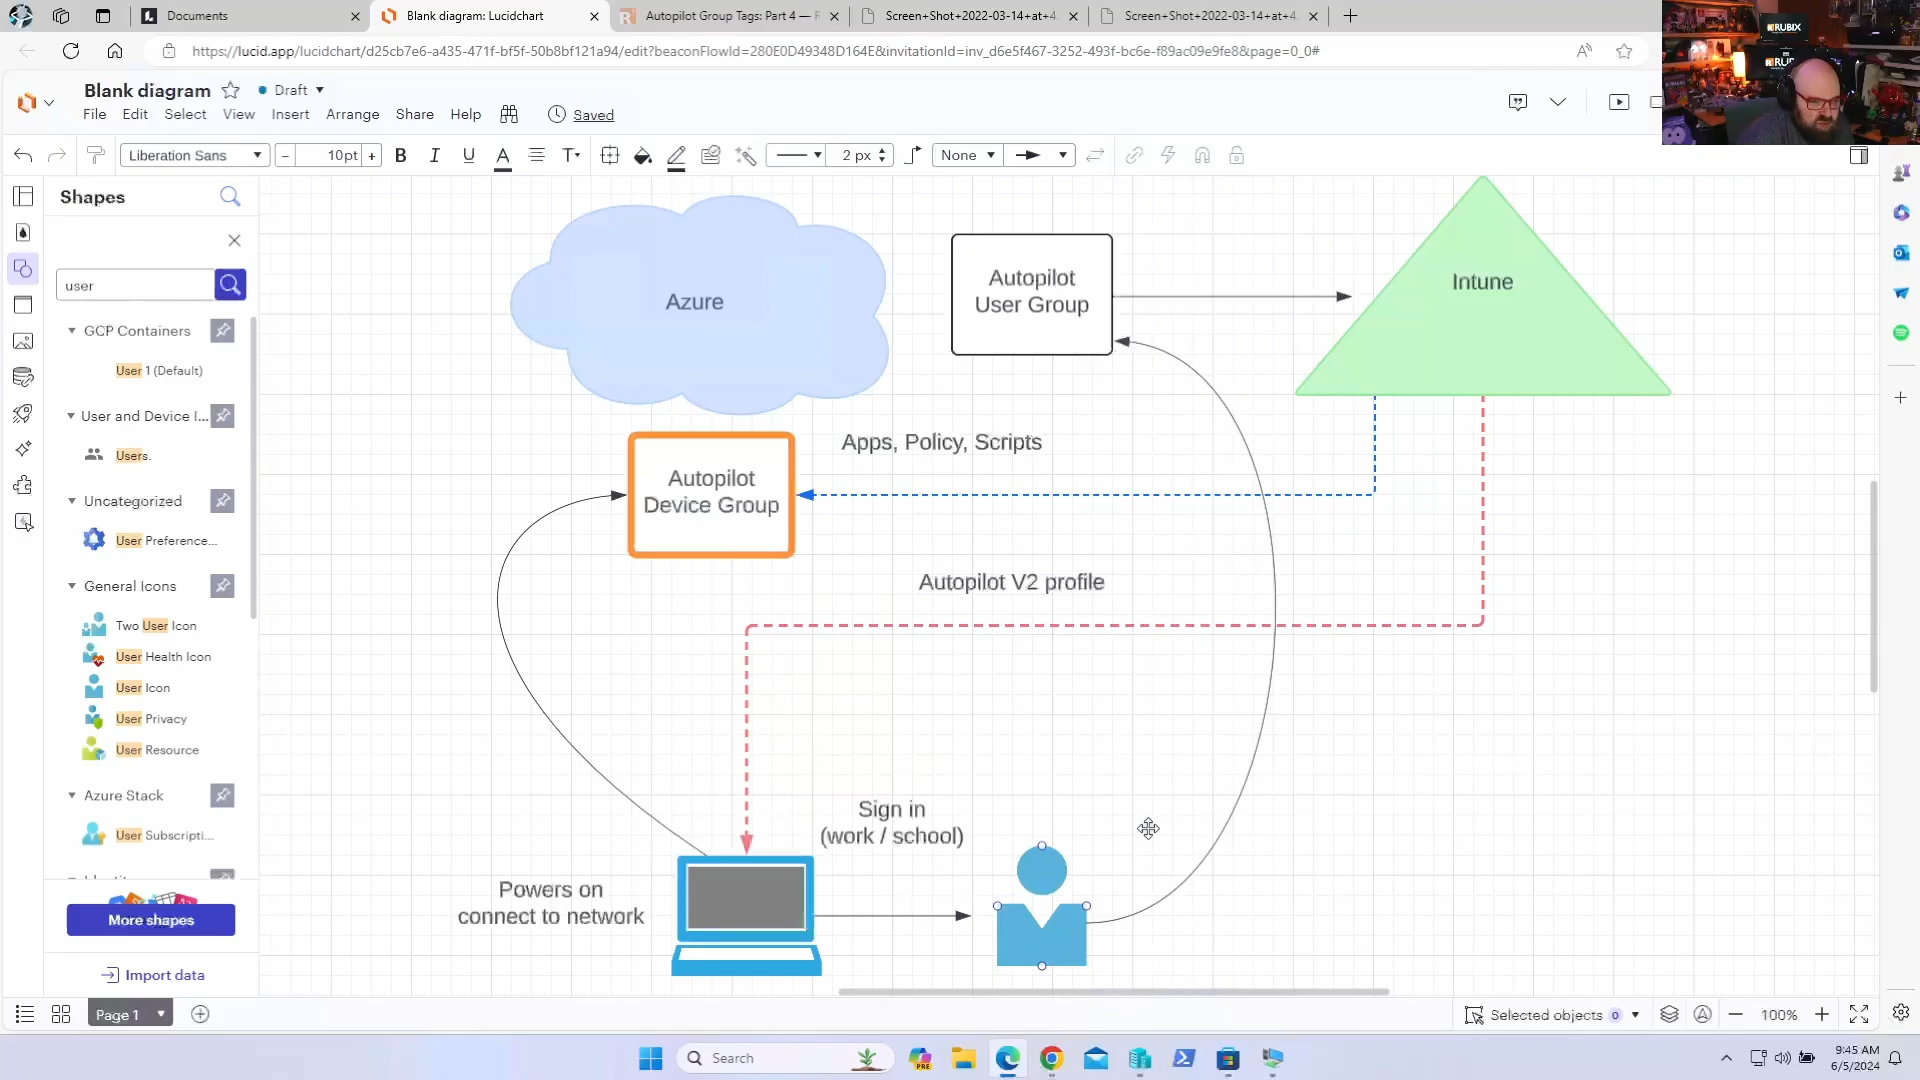 Documents
Blank diagram: Lucidchart
Autopilot Group Tags: Part 4 —
Screen+Shot+2022-03-14+at+4.
Screen+Shot+2022-03-14+at+4.
https://lucid.app/lucidchart/d25cb7e6-a435-471f-bf5f-50b8bf121a94/edit?beaconFlowId=280E0D49348D164E&invitationId=inv_d6e5f467-3252-493f-bc6e-f89ac09e9fe8&page=0_0#
RUBIX
Blank diagram
Draft
File Edit Select View Insert Arrange Share Help
Saved
Liberation Sans
- 10pt +
B I U A T
2 px
None
Shapes
user
GCP Containers
User 1 (Default)
User and Device I...
Users.
Uncategorized
User Preference...
General Icons
Two User Icon
User Health Icon
User Icon
User Privacy
User Resource
Azure Stack
User Subscripti...
More shapes
Import data
Azure
Autopilot
User Group
Intune
Autopilot
Device Group
Apps, Policy, Scripts
Autopilot V2 profile
Sign in
(work / school)
Powers on
connect to network
Page 1
Selected objects 0
100%
Search
PRE
9:45 AM
6/5/2024